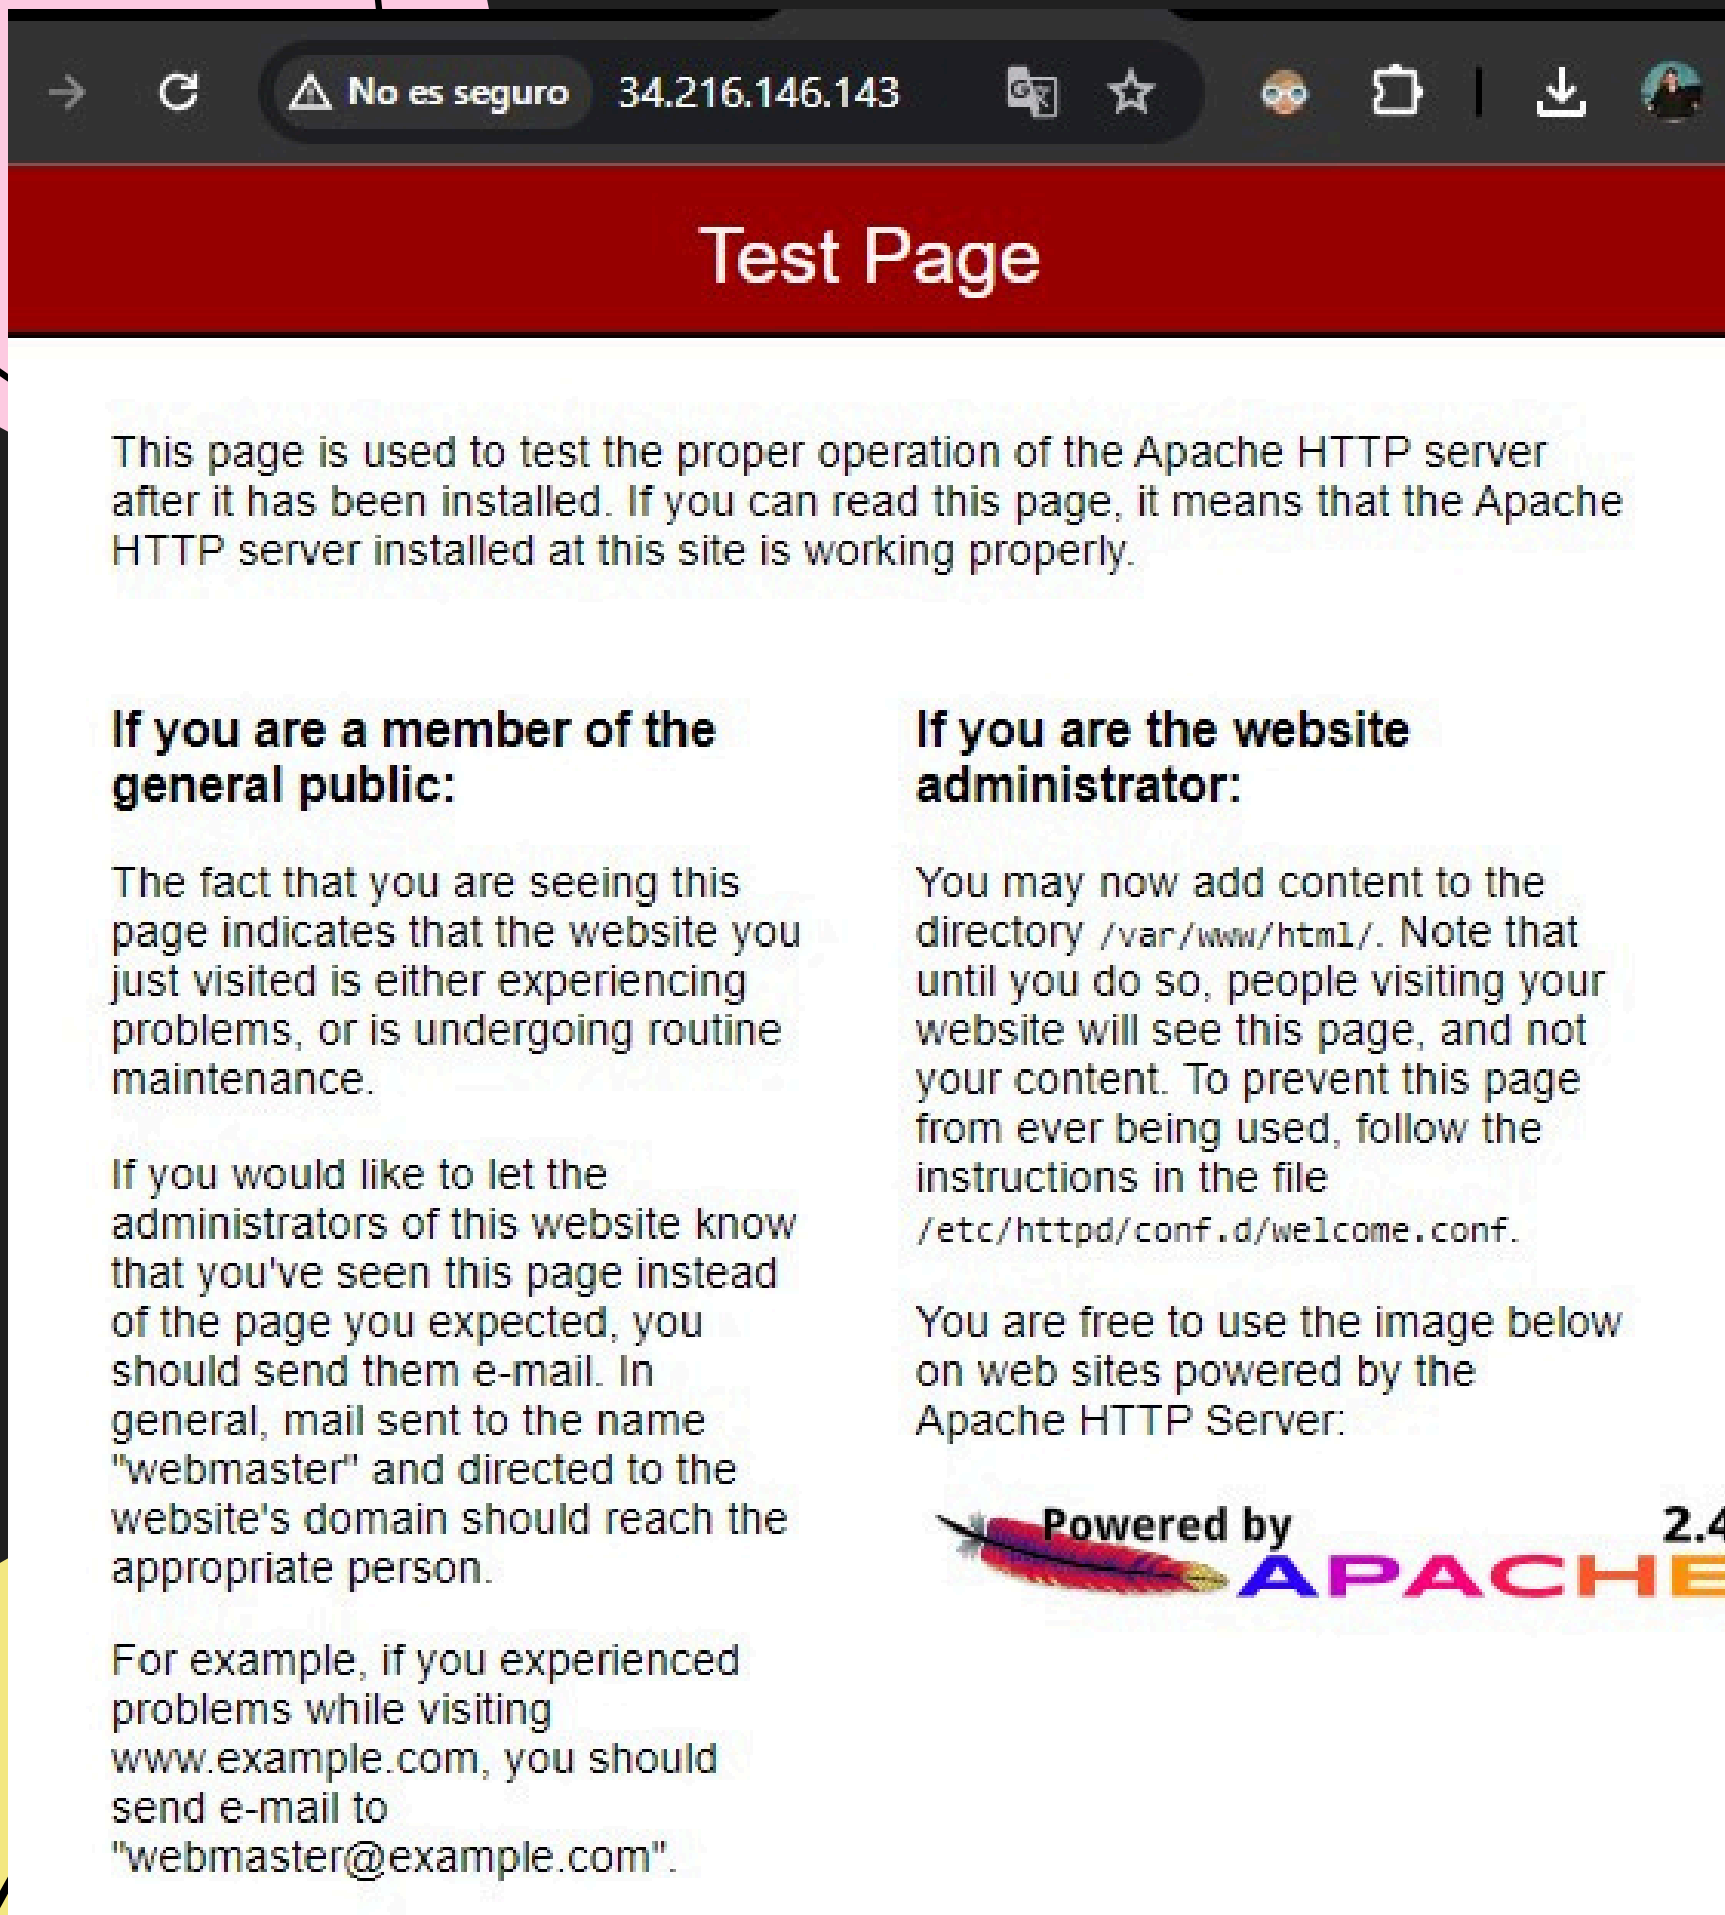 No es seguro 34.216.146.143
Test Page
This page is used to test the proper operation of the Apache HTTP server
after it has been installed. If you can read this page, it means that the Apache
HTTP server installed at this site is working properly.
If you are a member of the
general public:
The fact that you are seeing this
page indicates that the website you
just visited is either experiencing
problems, or is undergoing routine
maintenance.
If you would like to let the
administrators of this website know
that you've seen this page instead
of the page you expected, you
should send them e-mail. In
general, mail sent to the name
"webmaster" and directed to the
website's domain should reach the
appropriate person.
For example, if you experienced
problems while visiting
www.example.com, you should
send e-mail to
"webmaster@example.com".
If you are the website
administrator:
You may now add content to the
directory /var/www/html/. Note that
until you do so, people visiting your
website will see this page, and not
your content. To prevent this page
from ever being used, follow the
instructions in the file
/etc/httpd/conf.d/welcome.conf.
You are free to use the image below
on web sites powered by the
Apache HTTP Server:
Powered by 2.4
APACHE